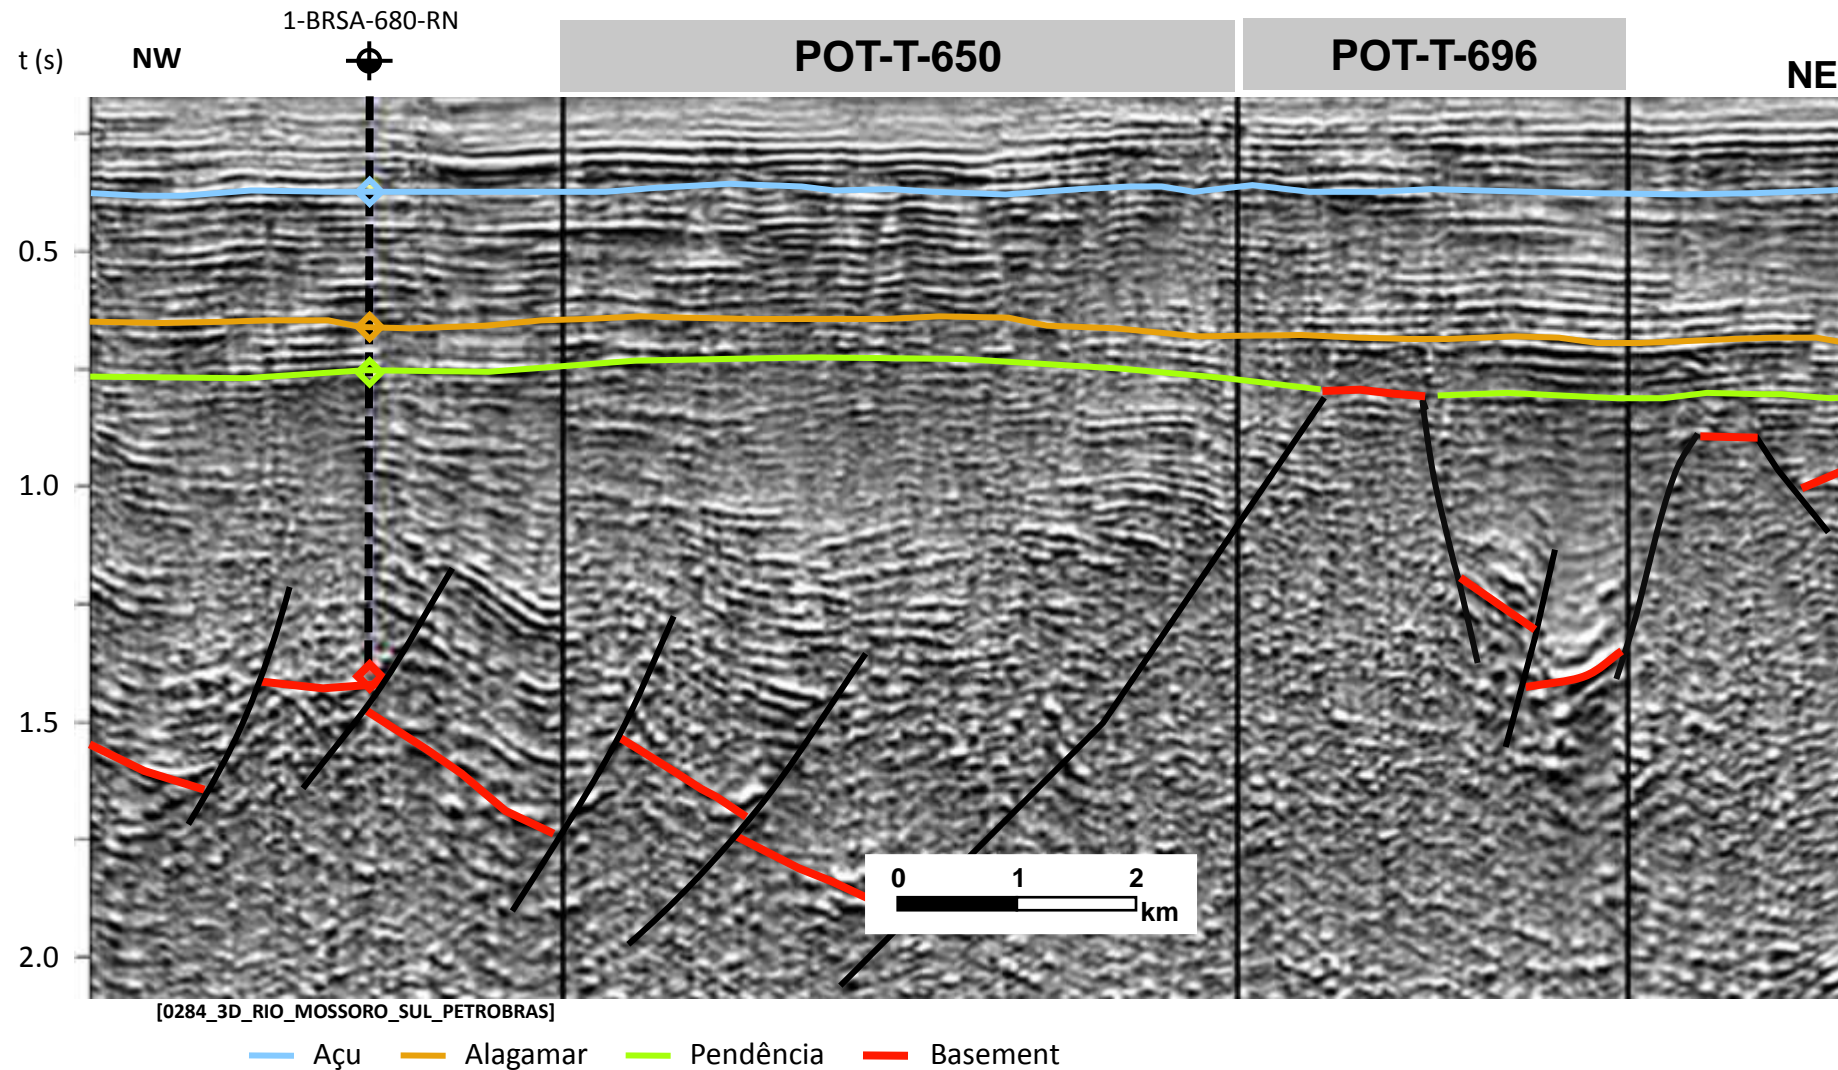 1-BRSA-680-RN
t (s)
NW
POT-T-650
POT-T-696
NE
0.5
1.0
1.5
2.0
0 1 2
km
[0284_3D_RIO_MOSSORO_SUL_PETROBRAS]
Açu Alagamar Pendência Basement